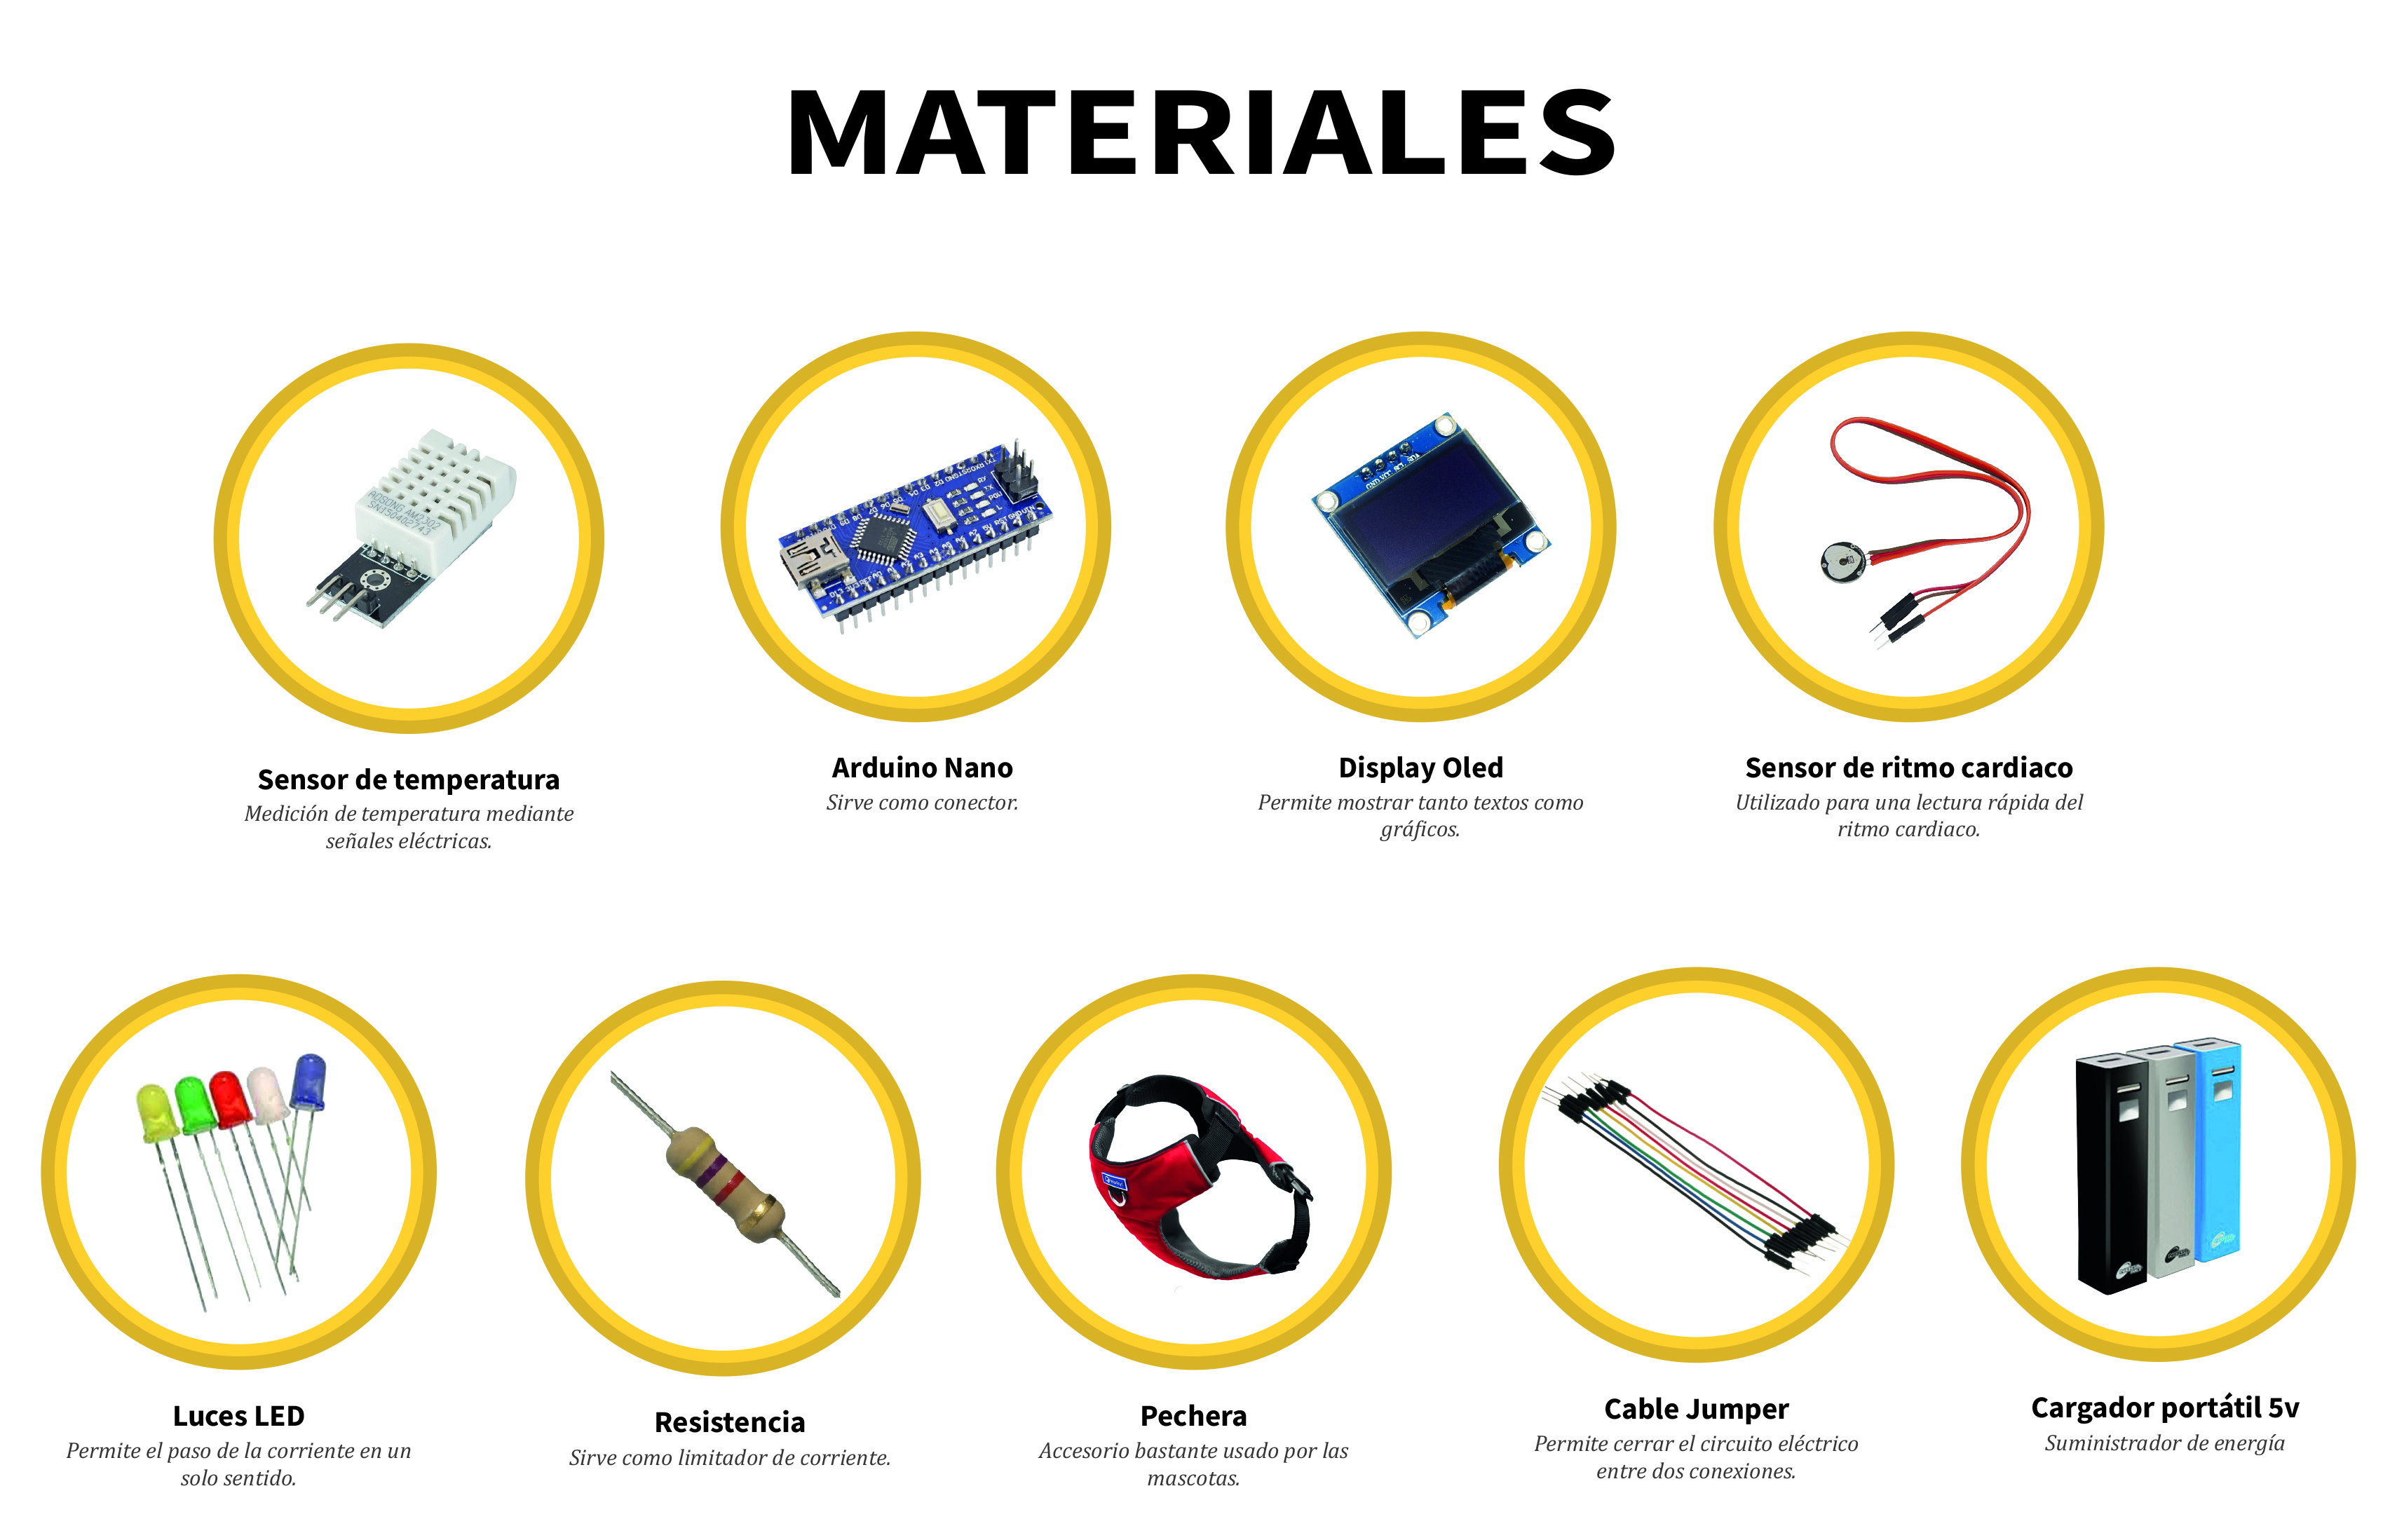 MATERIALES
AOSONG AM2302
SN150402743
Sensor de temperatura
Medición de temperatura mediante
señales eléctricas.
Arduino Nano
Sirve como conector.
Display Oled
Permite mostrar tanto textos como
gráficos.
Sensor de ritmo cardiaco
Utilizado para una lectura rápida del
ritmo cardiaco.
Luces LED
Permite el paso de la corriente en un
solo sentido.
Resistencia
Sirve como limitador de corriente.
Pechera
Accesorio bastante usado por las
mascotas.
Cable Jumper
Permite cerrar el circuito eléctrico
entre dos conexiones.
Cargador portátil 5v
Suministrador de energía